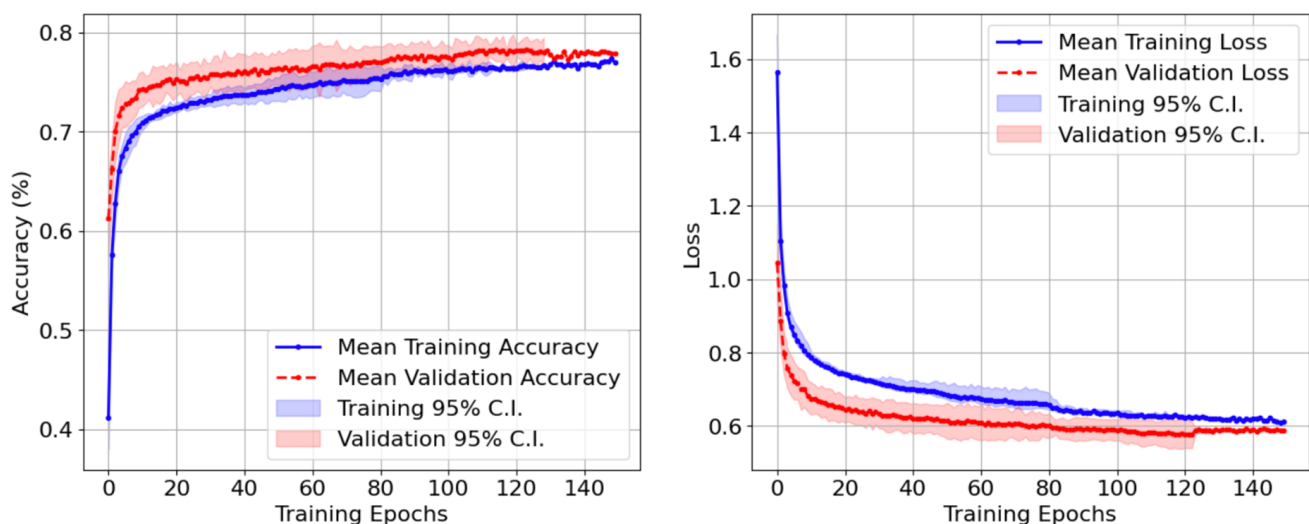 0.8
0.7
0.6
0.5
0.4
Accuracy (%)
Mean Training Accuracy
Mean Validation Accuracy
Training 95% C.I.
Validation 95% C.I.
0 20 40 60 80 100 120 140
Training Epochs
1.6
1.4
1.2
1.0
0.8
0.6
Loss
Mean Training Loss
Mean Validation Loss
Training 95% C.I.
Validation 95% C.I.
0 20 40 60 80 100 120 140
Training Epochs